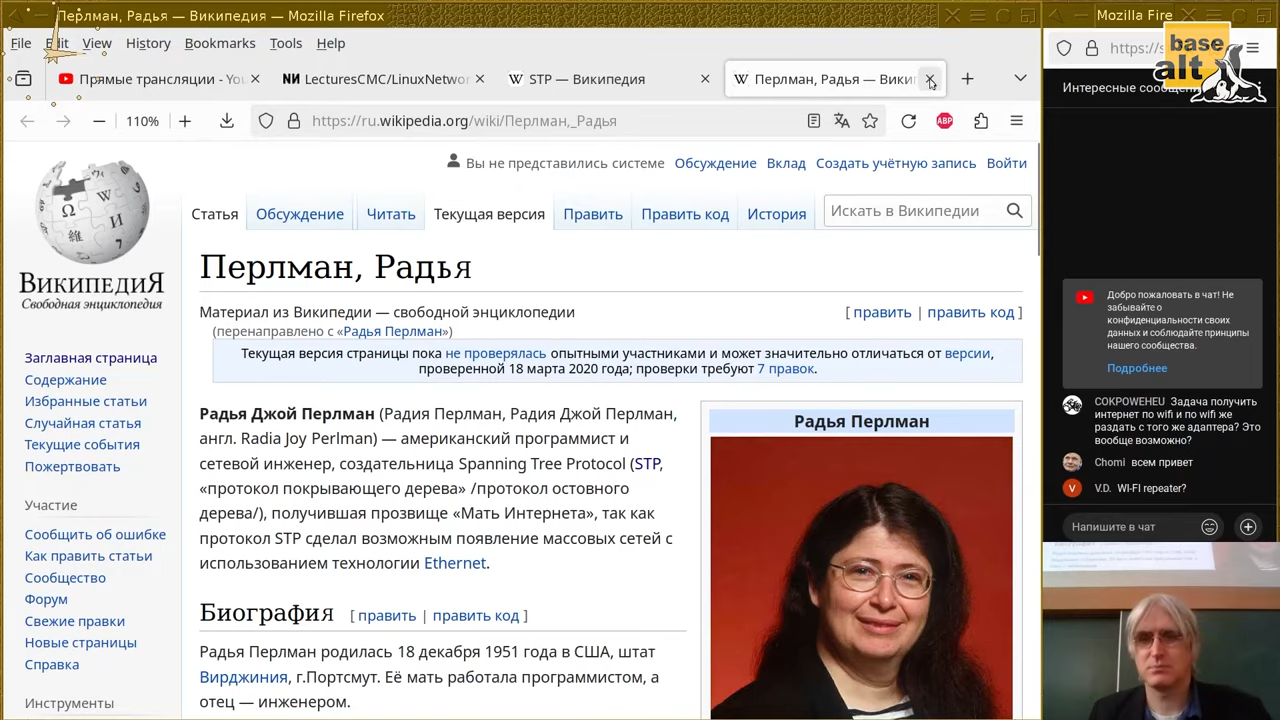 Перлман, Радья — Википедия — Mozilla Firefox
File Edit View History Bookmarks Tools Help
Прямые трансляции - You
LecturesCMC/LinuxNetwor
STP — Википедия
Перлман, Радья — Вики
110%
https://ru.wikipedia.org/wiki/Перлман,_Радья
ABP
Вы не представились системе Обсуждение Вклад Создать учётную запись Войти
Статья Обсуждение Читать Текущая версия Править Править код История
Искать в Википедии
ВикипедиЯ
Свободная энциклопедия
Заглавная страница
Содержание
Избранные статьи
Случайная статья
Текущие события
Пожертвовать
Участие
Сообщить об ошибке
Как править статьи
Сообщество
Форум
Свежие правки
Новые страницы
Справка
Инструменты
Перлман, Радья
Материал из Википедии — свободной энциклопедии
[ править | править код ]
(перенаправлено с «Радья Перлман»)
Текущая версия страницы пока не проверялась опытными участниками и может значительно отличаться от версии,
проверенной 18 марта 2020 года; проверки требуют 7 правок.
Радья Джой Перлман (Радия Перлман, Радия Джой Перлман,
англ. Radia Joy Perlman) — американский программист и
сетевой инженер, создательница Spanning Tree Protocol (STP,
«протокол покрывающего дерева» /протокол остовного
дерева/), получившая прозвище «Мать Интернета», так как
протокол STP сделал возможным появление массовых сетей с
использованием технологии Ethernet.
Биография [ править | править код ]
Радья Перлман родилась 18 декабря 1951 года в США, штат
Вирджиния, г.Портсмут. Её мать работала программистом, а
отец — инженером.
Радья Перлман
Mozilla Fire
https://s
base
alt
Интересные сообщен
Добро пожаловать в чат! Не
забывайте о
конфиденциальности своих
данных и соблюдайте принципы
нашего сообщества.
Подробнее
COKPOWEHEU Задача получить
интернет по wifi и по wifi же
раздать с того же адаптера? Это
вообще возможно?
Chomi всем привет
V V.D. WI-FI repeater?
Напишите в чат